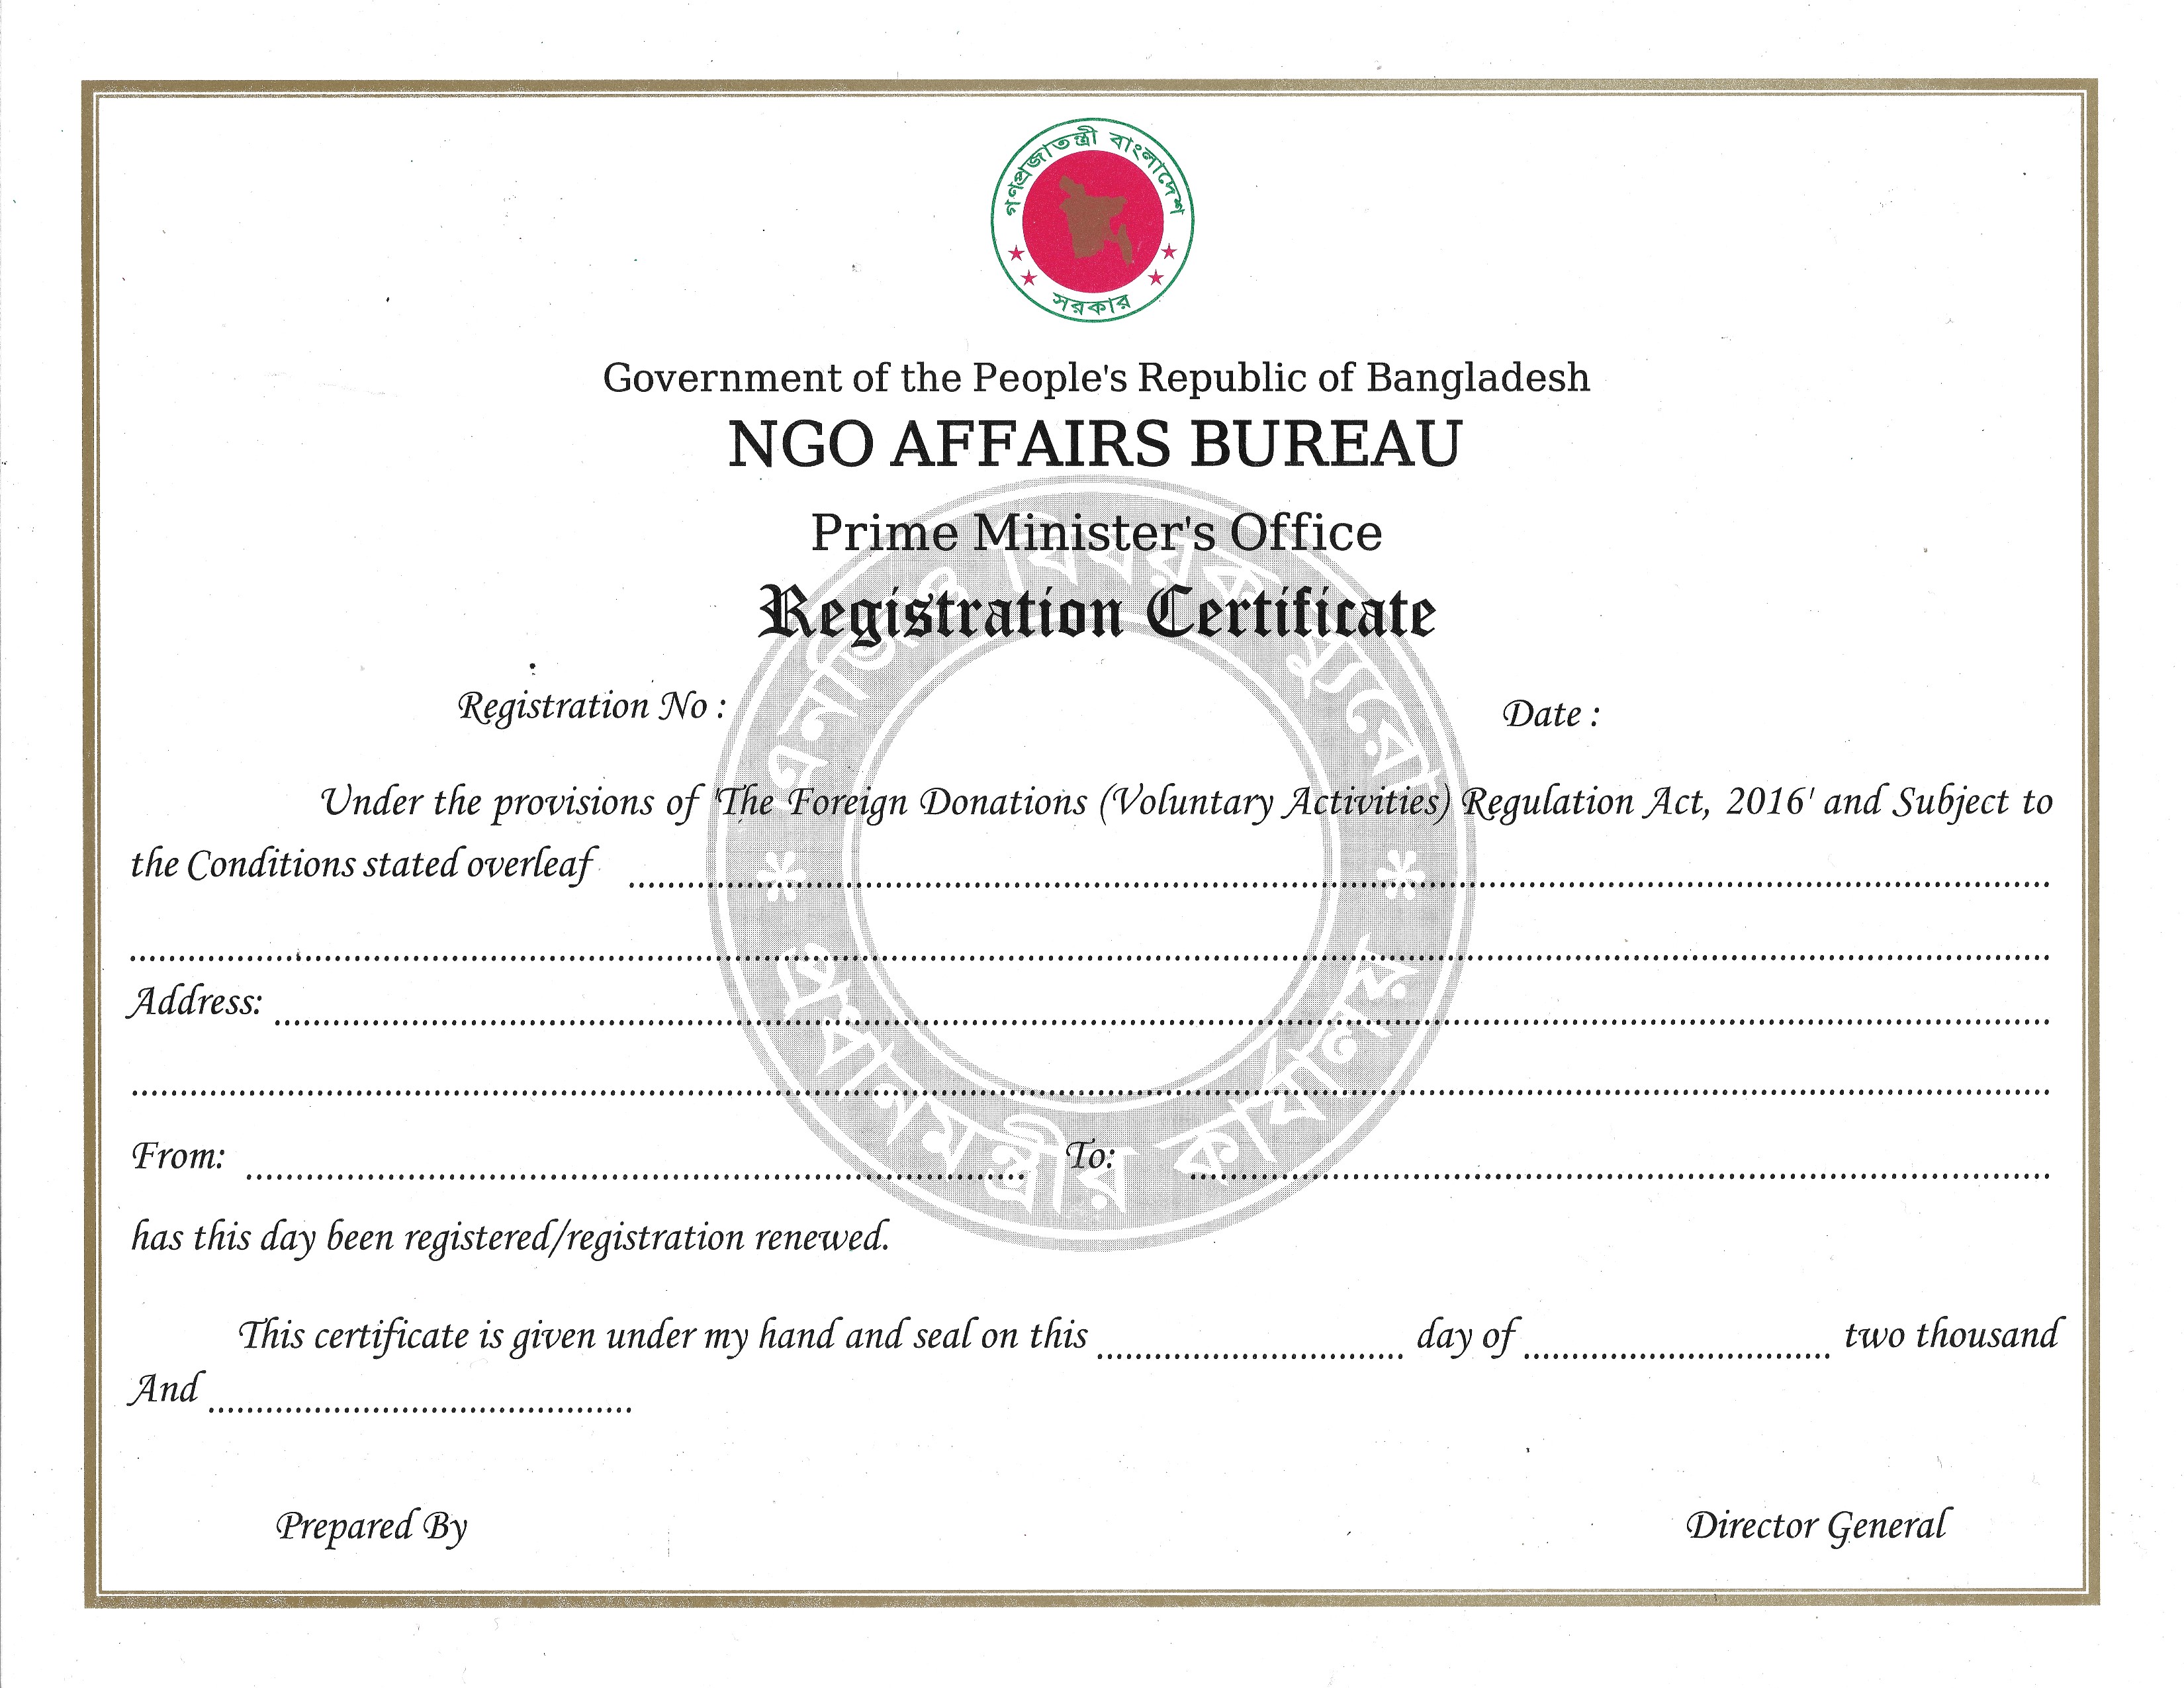 গণপ্রজাতন্ত্রী বাংলাদেশ
সরকার
Government of the People's Republic of Bangladesh
NGO AFFAIRS BUREAU
Prime Minister's Office
Registration Certificate
এনজিও বিষয়ক ব্যুরো
Registration No :
Date :
Under the provisions of 'The Foreign Donations (Voluntary Activities) Regulation Act, 2016' and Subject to
the Conditions stated overleaf
Address:
From: To:
প্রধানমন্ত্রীর কার্যালয়
has this day been registered/registration renewed.
This certificate is given under my hand and seal on this ................................ day of ................................ two thousand
And ............................................
Prepared By
Director General